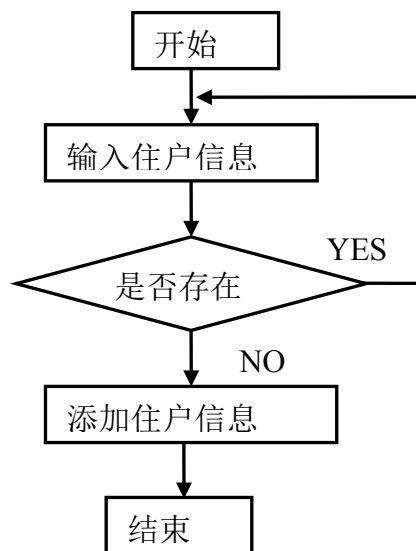 开始
输入住户信息
YES
是否存在
NO
添加住户信息
结束